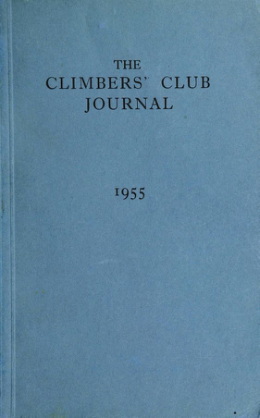 THE
CLIMBERS' CLUB
JOURNAL
1955